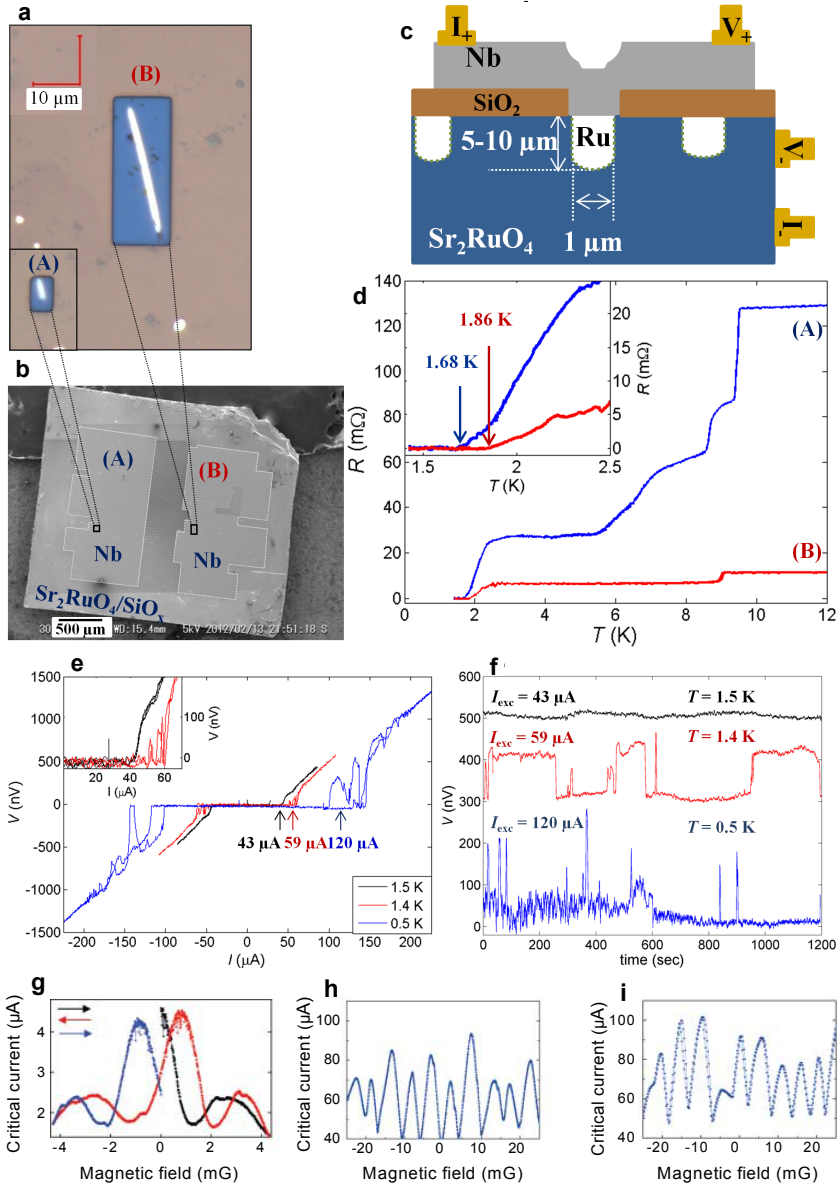 a
(B)
10 µm
(A)
b
(A)
(B)
Nb
Nb
Sr2RuO4/SiOx
500 µm
30
WD:15.4mm 5kV 2012/02/13 21:51:18 S
c
I+
V+
Nb
SiO2
5-10 µm
Ru
V-
I-
Sr2RuO4
1 µm
d
140
120
100
80
60
40
20
0
R (mΩ)
0 2 4 6 8 10 12
T (K)
(A)
(B)
1.86 K
1.68 K
20
15
10
5
0
R (mΩ)
2 2.5
T (K)
e
1500
1000
500
0
-500
-1000
-1500
V (nV)
-200 -150 -100 -50 0 50 100 150 200
I (µA)
100
0
V (nV)
0 20 40 60
I (µA)
43 µA 59 µA 120 µA
1.5 K
1.4 K
0.5 K
f
600
500
400
300
200
100
0
V (nV)
Iexc = 43 µA T = 1.5 K
Iexc = 59 µA T = 1.4 K
Iexc = 120 µA T = 0.5 K
0 200 400 600 800 1000 1200
time (sec)
g
Critical current (µA)
4
3
2
-4 -2 0 2 4
Magnetic field (mG)
h
Critical current (µA)
100
80
60
40
-20 -10 0 10 20
Magnetic field (mG)
i
Critical current (µA)
100
80
60
40
-20 -10 0 10 20
Magnetic field (mG)